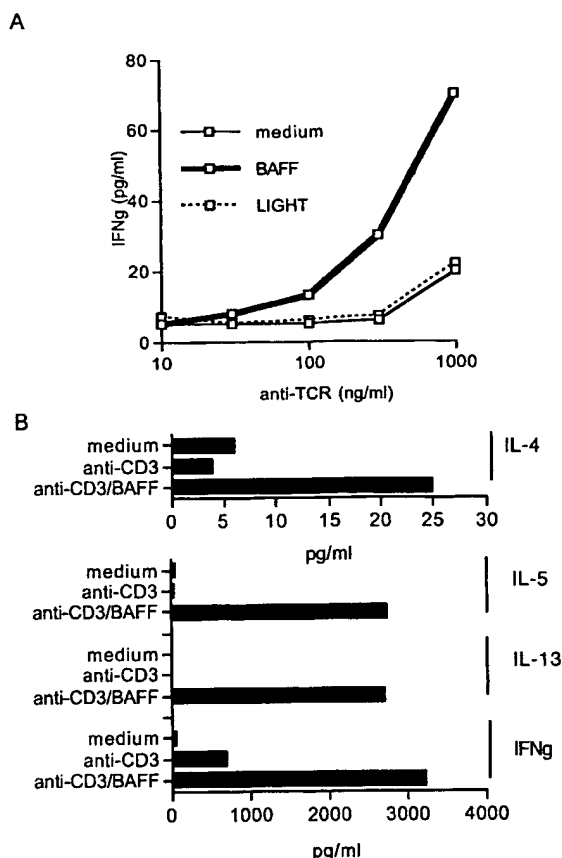 A
80
60
40
20
0
IFNg (pg/ml)
medium
BAFF
LIGHT
10
100
1000
anti-TCR (ng/ml)
B
medium
anti-CD3
anti-CD3/BAFF
IL-4
0
5
10
15
20
25
30
pg/ml
medium
anti-CD3
anti-CD3/BAFF
IL-5
medium
anti-CD3
anti-CD3/BAFF
IL-13
medium
anti-CD3
anti-CD3/BAFF
IFNg
0
1000
2000
3000
4000
pg/ml